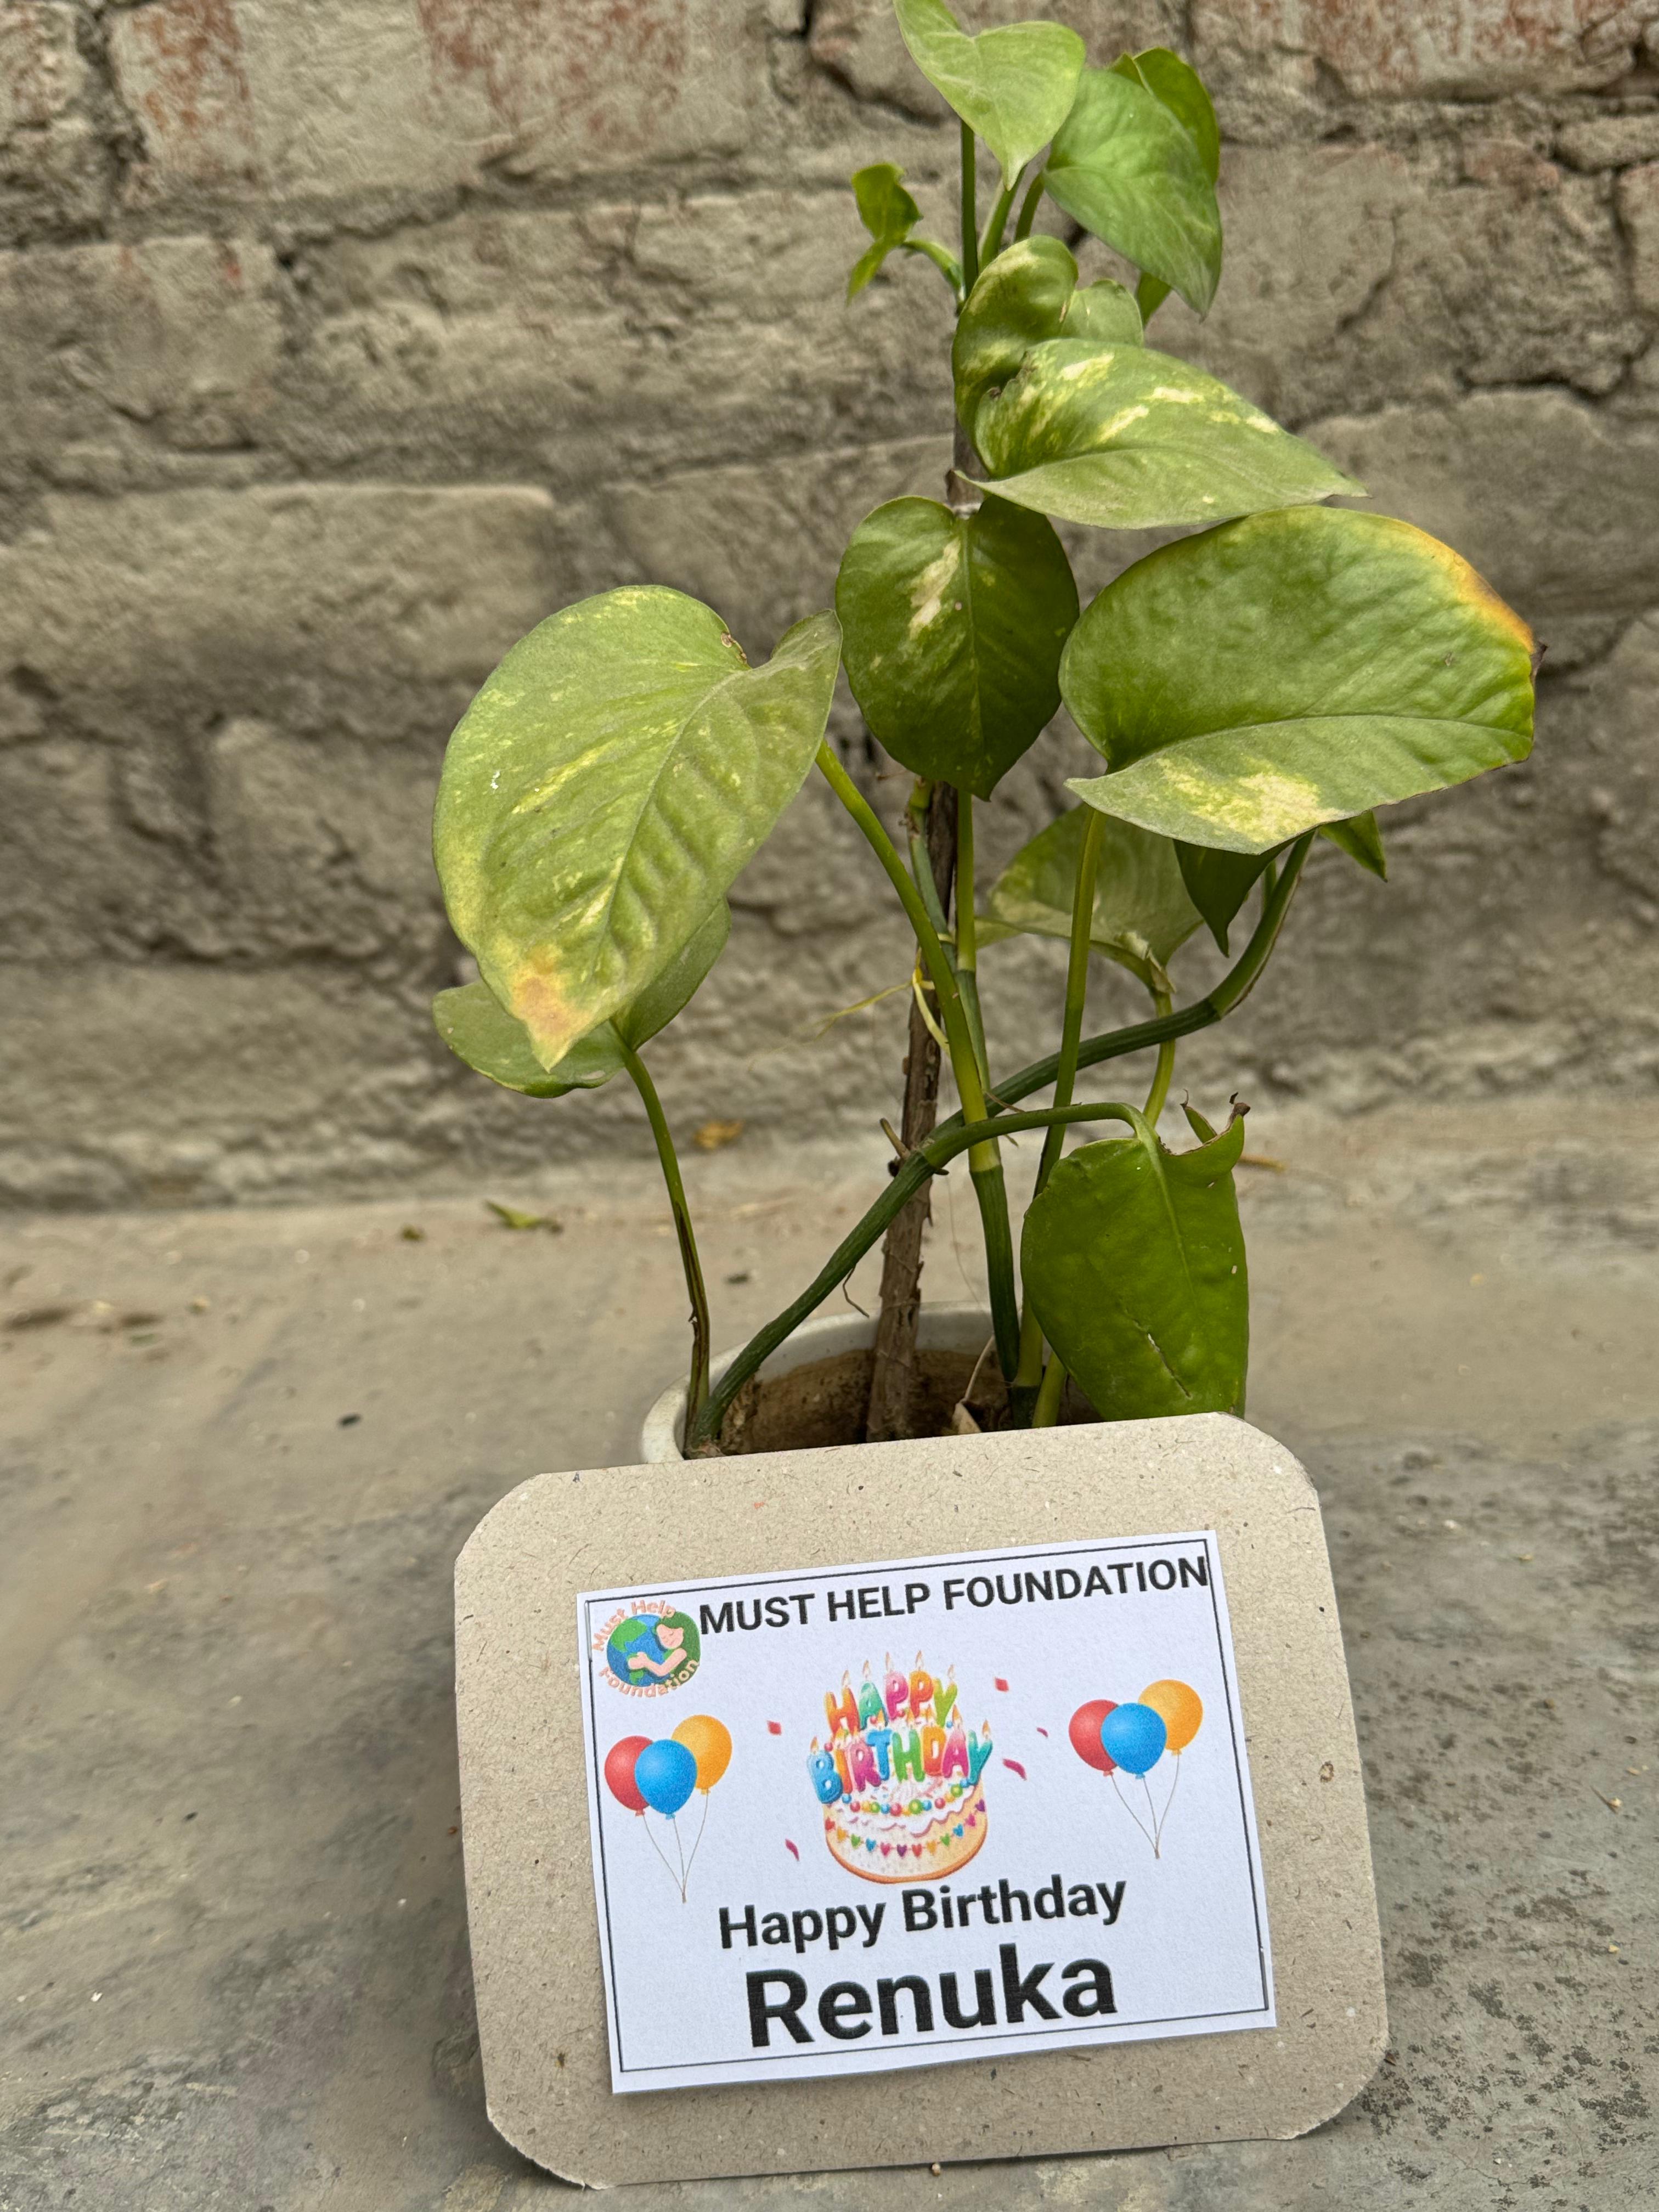 MUST HELP FOUNDATION
Must Help
Foundation
HAPPY
BIRTHDAY
Happy Birthday
Renuka